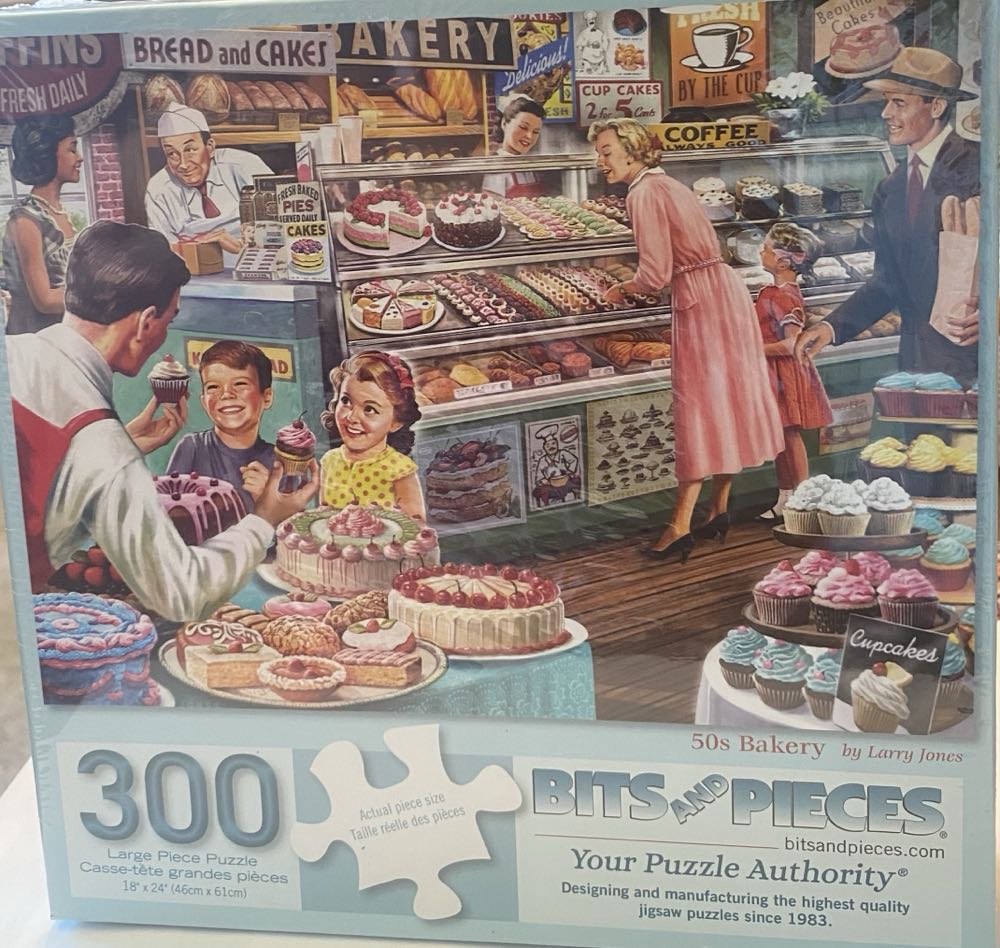 FFINS
FRESH DAILY
BREAD and CAKES
BAKERY
Delicious!
CUP CAKES
2 for 5 Cents
FRESH
BY THE CUP
Beautiful
Cakes
COFFEE
ALWAYS GOOD
FRESH BAKED
PIES
SERVED DAILY
CAKES
Cupcakes
50s Bakery by Larry Jones
300
Large Piece Puzzle
Casse-tête grandes pièces
18" x 24" (46cm x 61cm)
Actual piece size
Taille réelle des pièces
BITS AND PIECES®
bitsandpieces.com
Your Puzzle Authority®
Designing and manufacturing the highest quality
jigsaw puzzles since 1983.